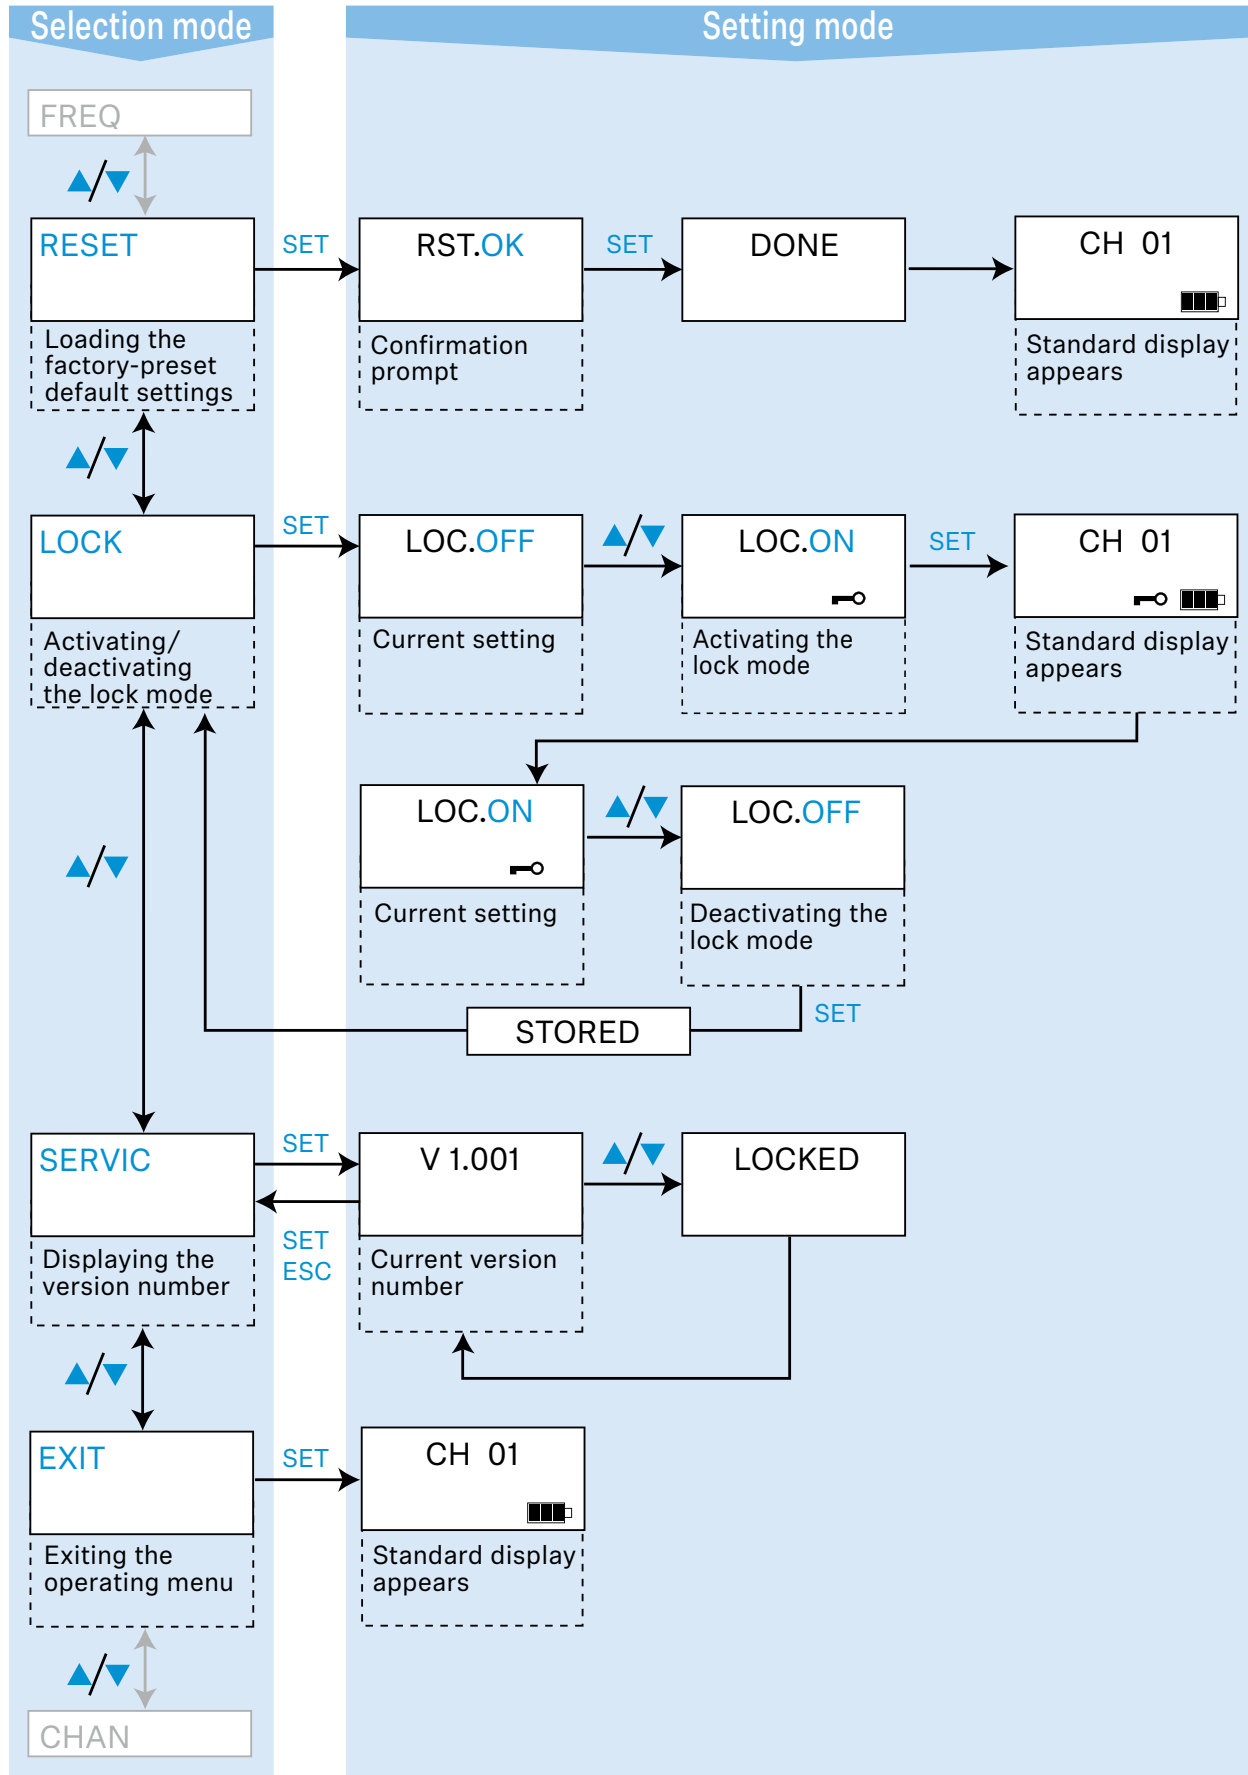 Selection mode
Setting mode
FREQ
RESET
SET
RST.OK
SET
DONE
CH 01
Loading the
factory-preset
default settings
Confirmation
prompt
Standard display
appears
LOCK
SET
LOC.OFF
LOC.ON
SET
CH 01
Activating/
deactivating
the lock mode
Current setting
Activating the
lock mode
Standard display
appears
LOC.ON
LOC.OFF
Current setting
Deactivating the
lock mode
SET
STORED
SERVIC
SET
V 1.001
LOCKED
SET
ESC
Displaying the
version number
Current version
number
EXIT
SET
CH 01
Exiting the
operating menu
Standard display
appears
CHAN